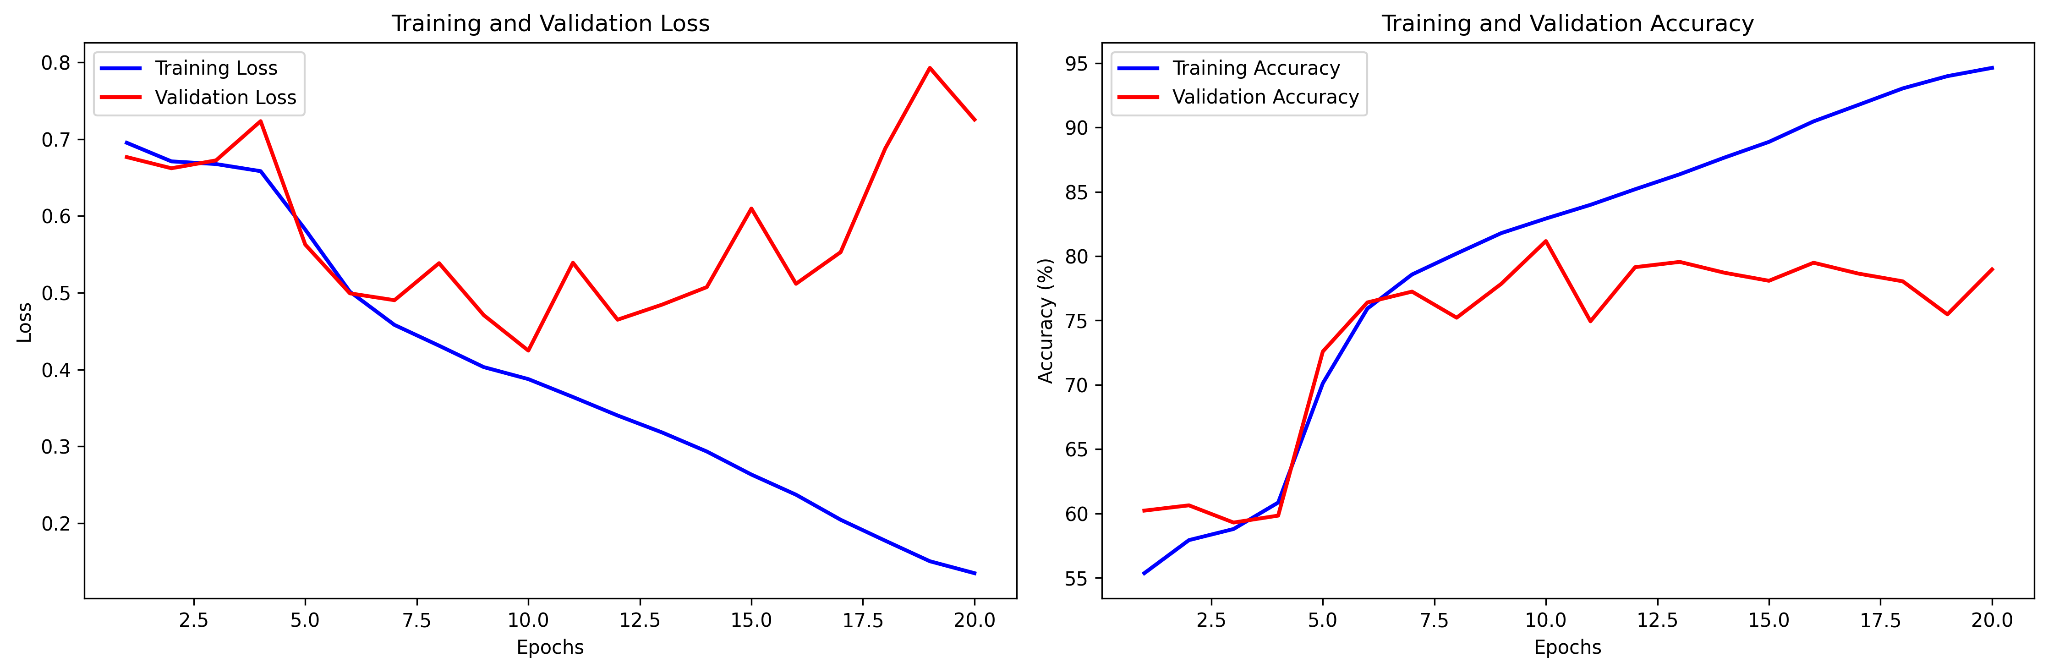 Training and Validation Loss
Training Loss
Validation Loss
0.8
0.7
0.6
0.5
0.4
0.3
0.2
Loss
2.5 5.0 7.5 10.0 12.5 15.0 17.5 20.0
Epochs
Training and Validation Accuracy
Training Accuracy
Validation Accuracy
95
90
85
80
75
70
65
60
55
Accuracy (%)
2.5 5.0 7.5 10.0 12.5 15.0 17.5 20.0
Epochs